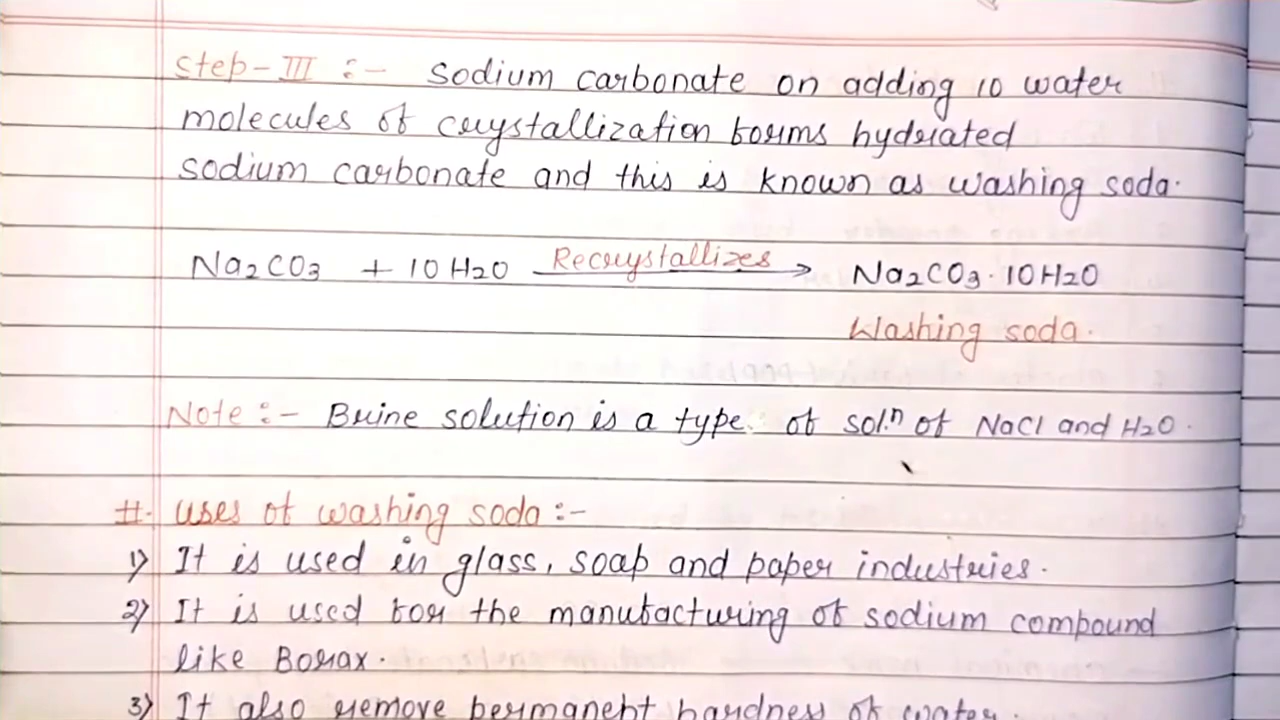 Step-III :- Sodium carbonate on adding 10 water
molecules of crystallization forms hydrated
sodium carbonate and this is known as washing soda.
Na2CO3 + 10H2O Recrystallizes → Na2CO3·10H2O
Washing soda.
Note :- Brine solution is a type of sol.n of NaCl and H2O.
#. Uses of washing soda :-
1) It is used in glass, soap and paper industries.
2) It is used for the manufacturing of sodium compound
like Borax.
3) It also remove permanent hardness of water.